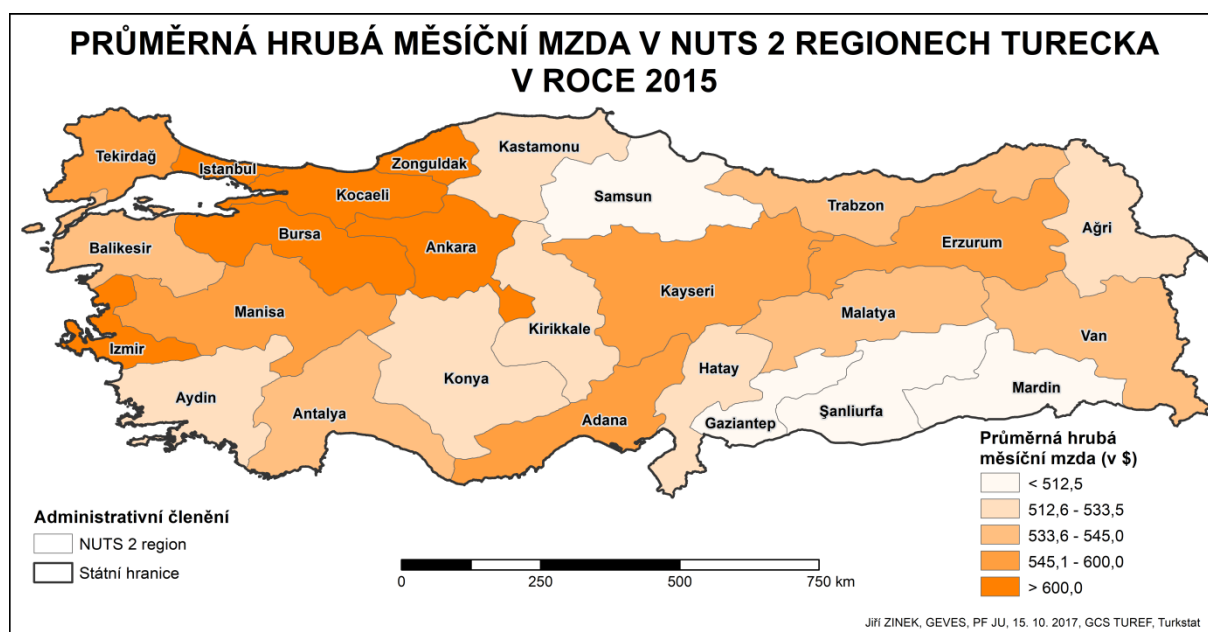 PRŮMĚRNÁ HRUBÁ MĚSÍČNÍ MZDA V NUTS 2 REGIONECH TURECKA
V ROCE 2015
Tekirdağ
Istanbul
Zonguldak
Kastamonu
Kocaeli
Samsun
Trabzon
Ağri
Balikesir
Bursa
Ankara
Erzurum
Manisa
Kayseri
Malatya
Kirikkale
Van
Izmir
Hatay
Konya
Mardin
Aydin
Antalya
Adana
Gaziantep
Şanliurfa
Administrativní členění
NUTS 2 region
Státní hranice
0 250 500 750 km
Průměrná hrubá
měsíční mzda (v $)
< 512,5
512,6 - 533,5
533,6 - 545,0
545,1 - 600,0
> 600,0
Jiří ZINEK, GEVES, PF JU, 15. 10. 2017, GCS TUREF, Turkstat